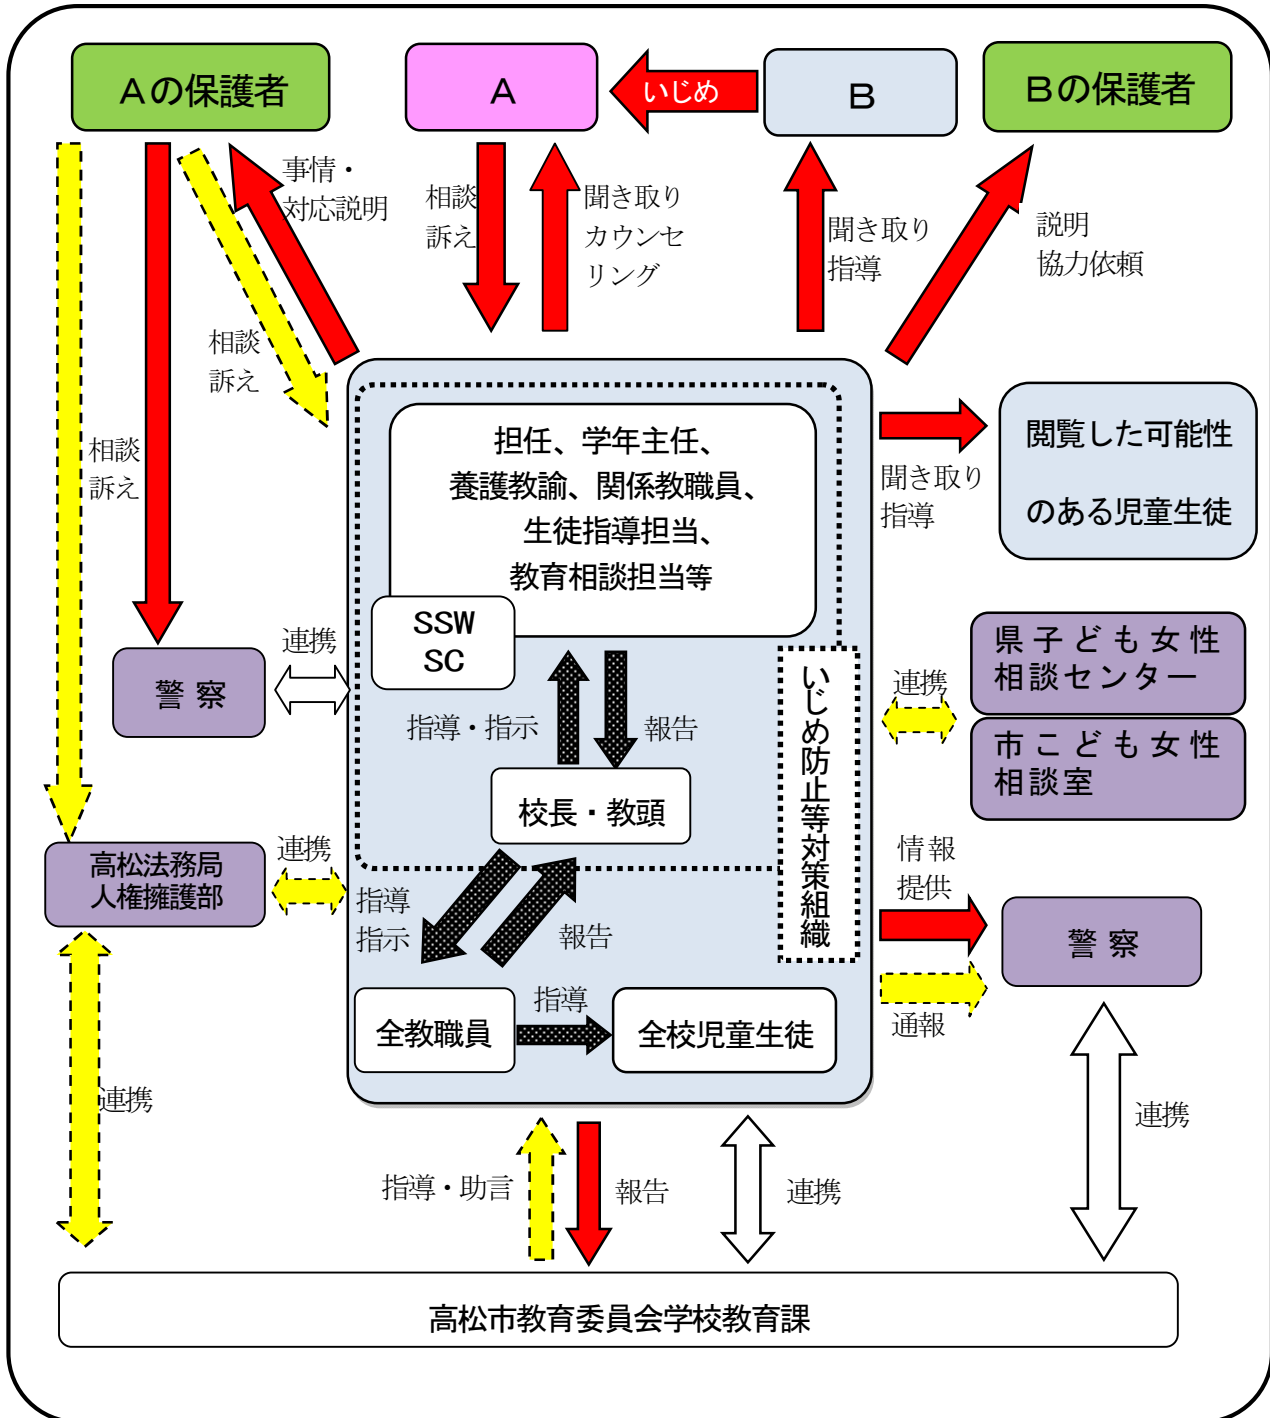 Aの保護者
A
いじめ
B
Bの保護者
事情・
対応説明
相談
訴え
聞き取り
カウンセ
リング
聞き取り
指導
説明
協力依頼
相談
訴え
相談
訴え
担任、学年主任、
養護教諭、関係教職員、
生徒指導担当、
教育相談担当等
SSW
SC
聞き取り
指導
閲覧した可能性
のある児童生徒
警察
連携
指導・指示
報告
校長・教頭
いじめ防止等対策組織
連携
県子ども女性
相談センター
市こども女性
相談室
高松法務局
人権擁護部
連携
指導
指示
報告
情報
提供
通報
警察
全教職員
指導
全校児童生徒
連携
指導・助言
報告
連携
連携
高松市教育委員会学校教育課